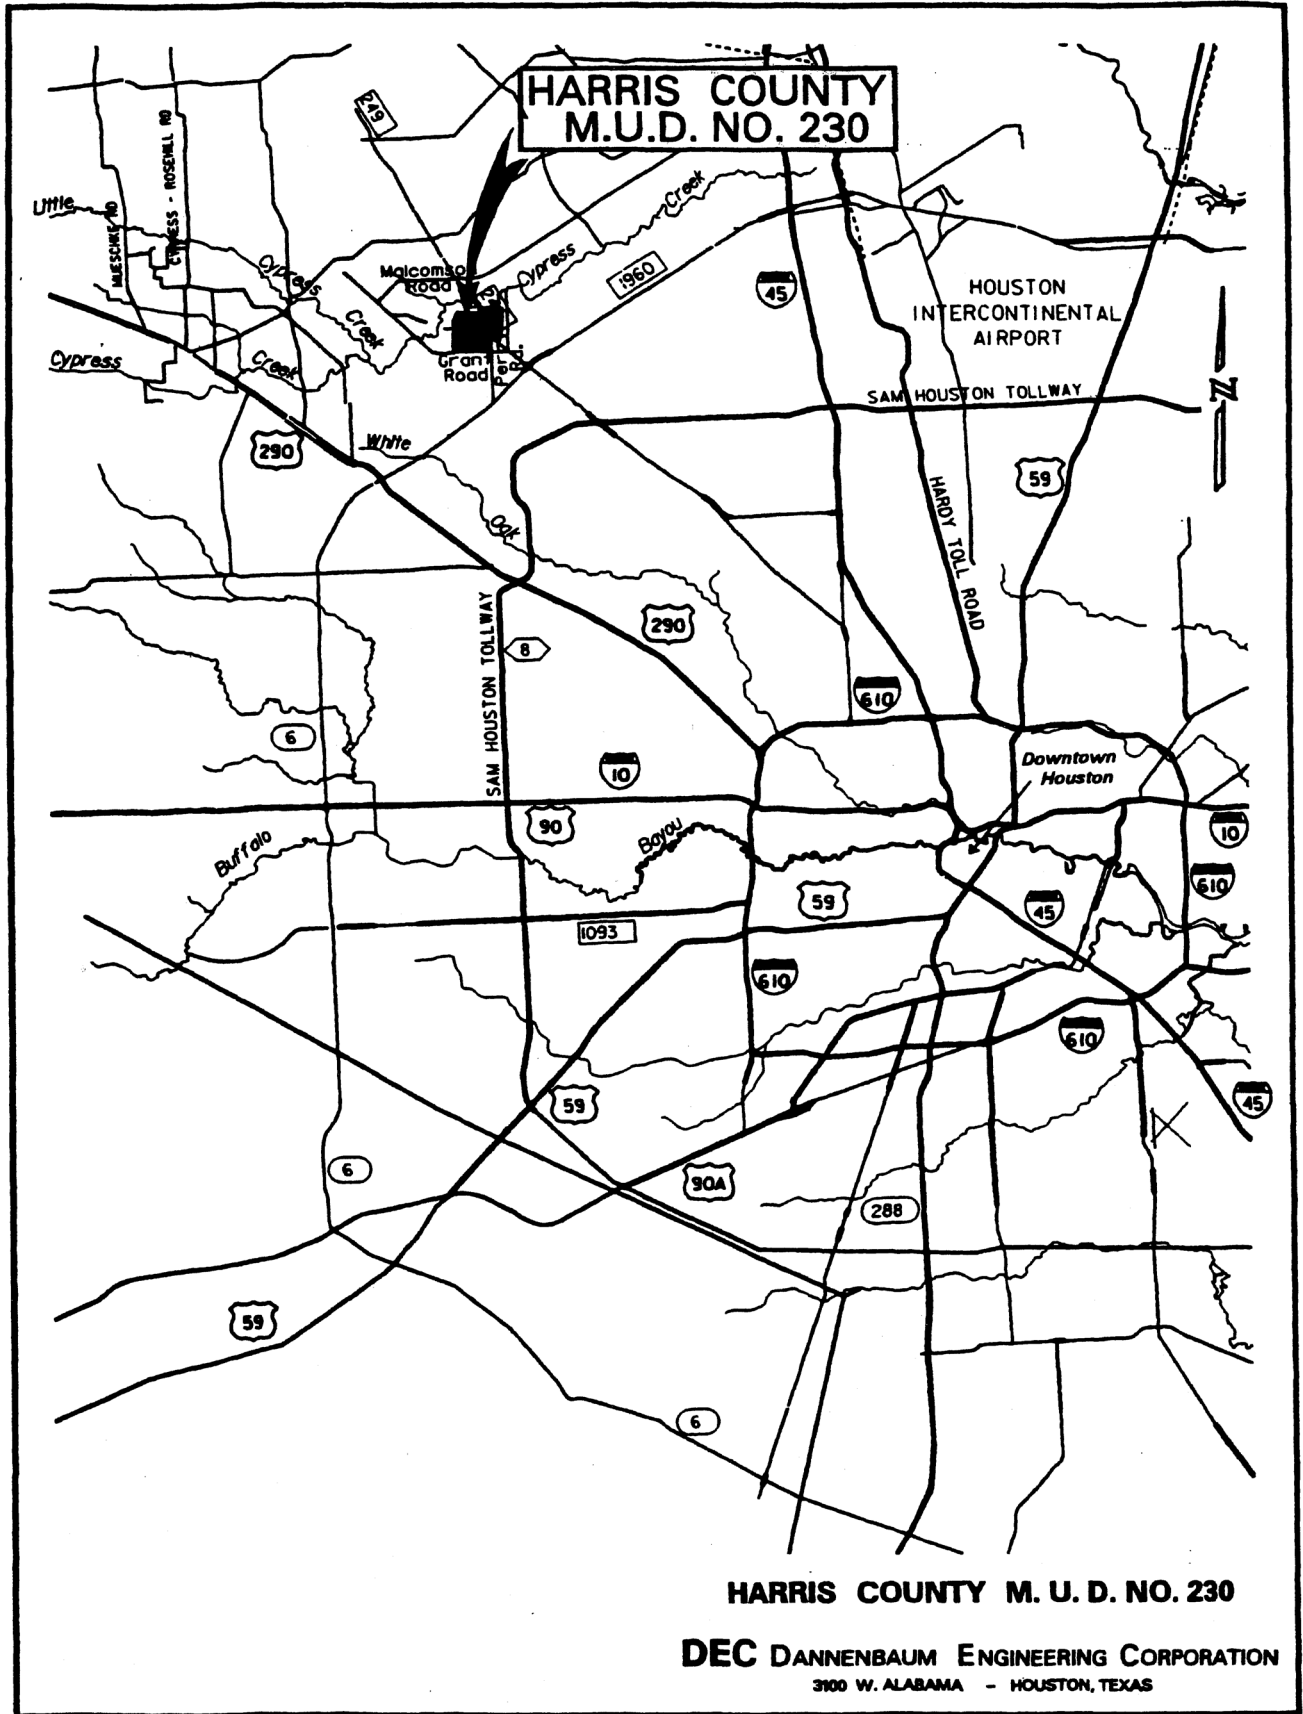 HARRIS COUNTY
M.U.D. NO. 230
249
MUESCHKE RD
CYPRESS - ROSEHILL RD
Little
Cypress
Creek
Malcomso
Road
Cypress
Creek
1960
45
HOUSTON
INTERCONTINENTAL
AIRPORT
N
Cypress
Creek
Grant
Road
Rd.
SAM HOUSTON TOLLWAY
290
White
Oak
59
HARDY TOLL ROAD
SAM HOUSTON TOLLWAY
8
290
610
6
10
Downtown
Houston
90
Buffalo
Bayou
10
59
610
45
1093
610
610
59
45
6
90A
288
59
6
HARRIS COUNTY M. U. D. NO. 230
DEC DANNENBAUM ENGINEERING CORPORATION
3100 W. ALABAMA - HOUSTON, TEXAS